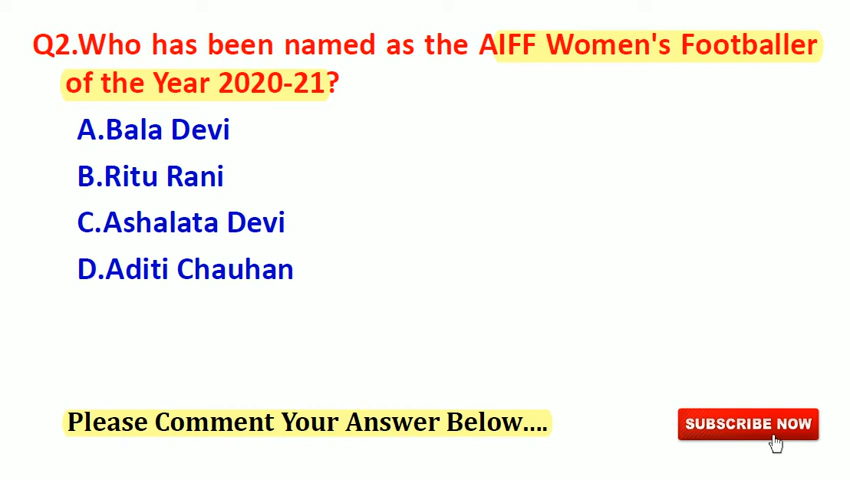 Q2.Who has been named as the AIFF Women's Footballer
of the Year 2020-21?
A.Bala Devi
B.Ritu Rani
C.Ashalata Devi
D.Aditi Chauhan
Please Comment Your Answer Below....
SUBSCRIBE NOW